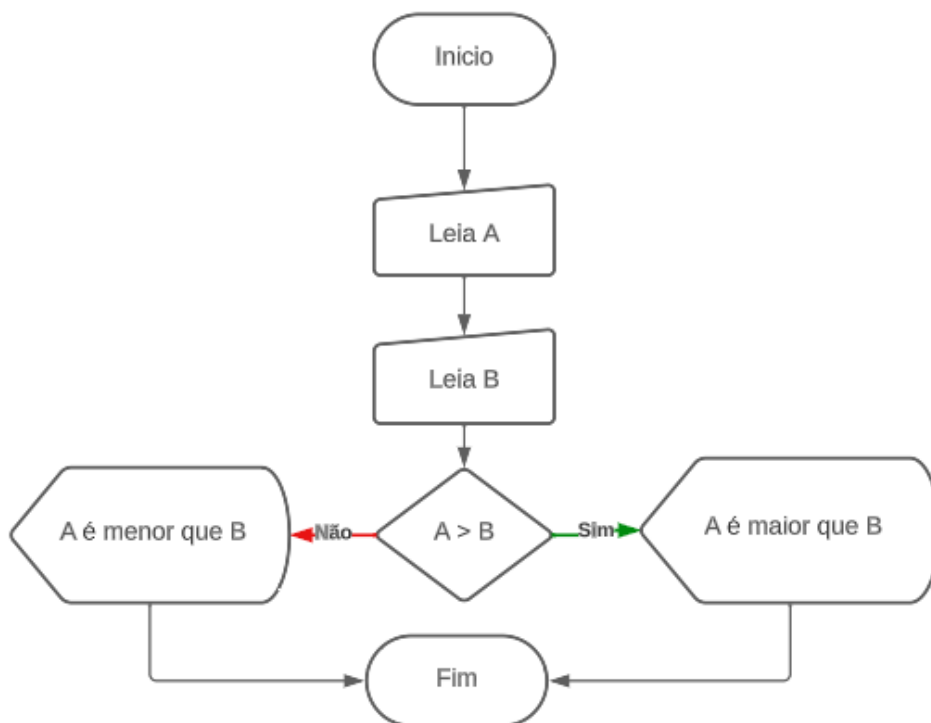 Inicio
Leia A
Leia B
A é menor que B
Não
A > B
Sim
A é maior que B
Fim